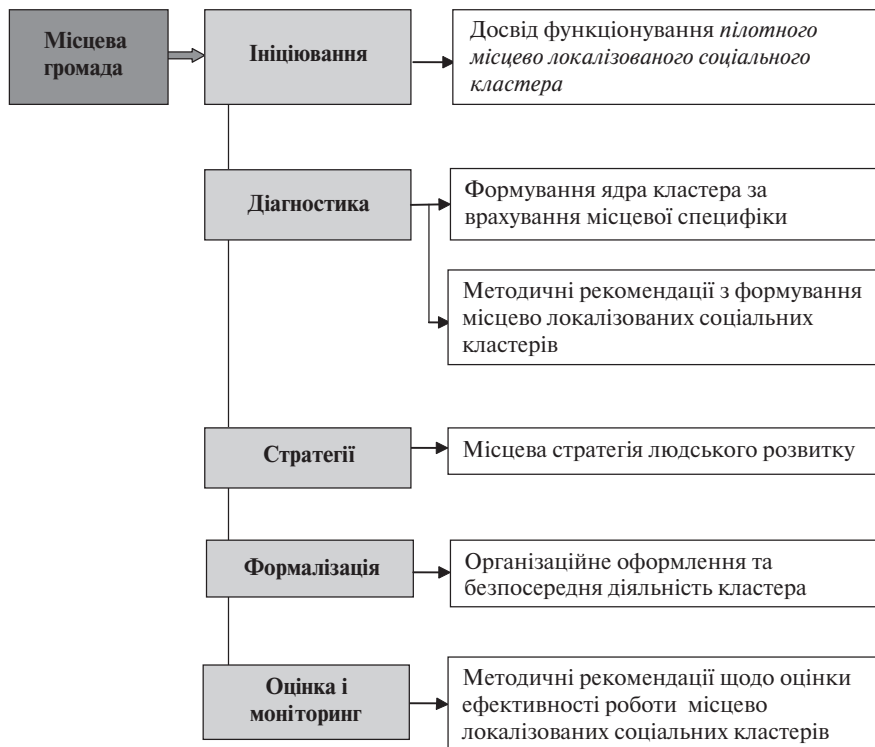 Місцева
громада
Ініціювання
Досвід функціонування пілотного
місцево локалізованого соціального
кластера
Діагностика
Формування ядра кластера за
врахування місцевої специфіки
Методичні рекомендації з формування
місцево локалізованих соціальних
кластерів
Стратегії
Місцева стратегія людського розвитку
Формалізація
Організаційне оформлення та
безпосередня діяльність кластера
Оцінка і
моніторинг
Методичні рекомендації щодо оцінки
ефективності роботи місцево
локалізованих соціальних кластерів